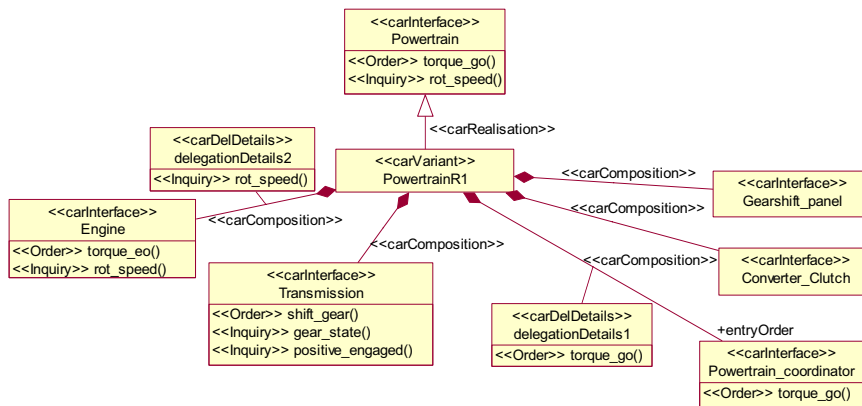 <<carInterface>>
Powertrain
<<Order>> torque_go()
<<Inquiry>> rot_speed()
<<carRealisation>>
<<carDelDetails>>
delegationDetails2
<<Inquiry>> rot_speed()
<<carVariant>>
PowertrainR1
<<carComposition>>
<<carInterface>>
Gearshift_panel
<<carInterface>>
Engine
<<Order>> torque_eo()
<<Inquiry>> rot_speed()
<<carComposition>>
<<carComposition>>
<<carComposition>>
<<carInterface>>
Converter_Clutch
<<carInterface>>
Transmission
<<Order>> shift_gear()
<<Inquiry>> gear_state()
<<Inquiry>> positive_engaged()
<<carDelDetails>>
delegationDetails1
<<Order>> torque_go()
+entryOrder
<<carInterface>>
Powertrain_coordinator
<<Order>> torque_go()